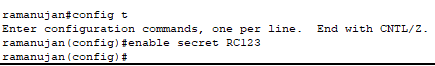 ramanujan#config t
Enter configuration commands, one per line.  End with CNTL/Z.
ramanujan(config)#enable secret RC123
ramanujan(config)#